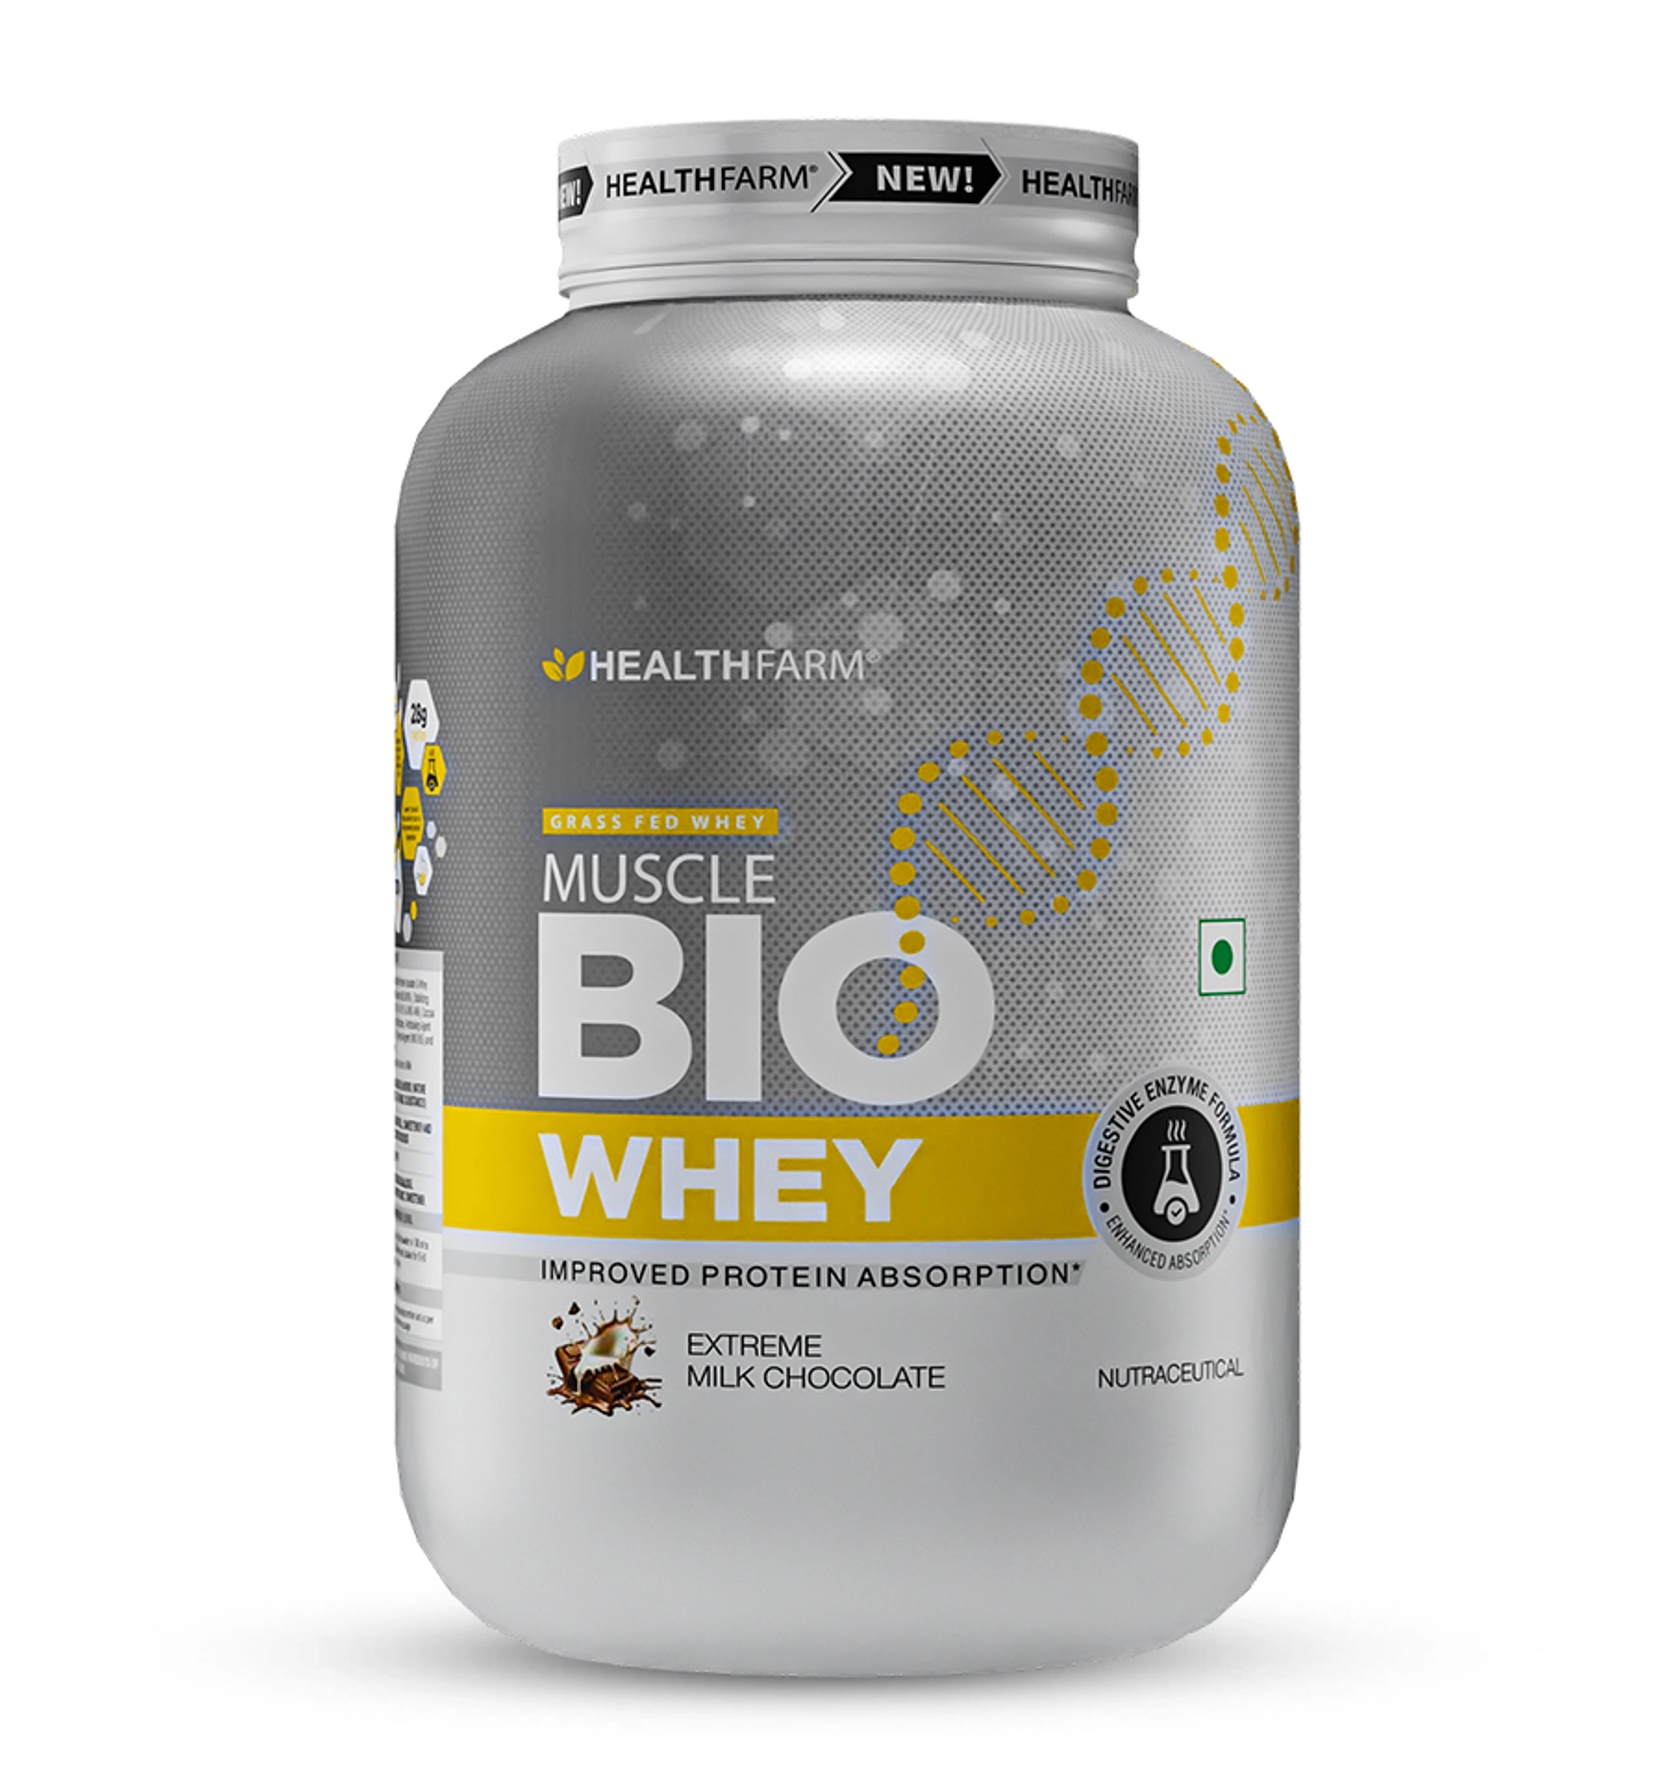 EW!
HEALTHFARM®
NEW!
HEALTHFARM
HEALTHFARM®
28g
GRASS FED WHEY
MUSCLE
BIO
WHEY
DIGESTIVE ENZYME FORMULA
• ENHANCED ABSORPTION* •
IMPROVED PROTEIN ABSORPTION*
EXTREME
MILK CHOCOLATE
NUTRACEUTICAL